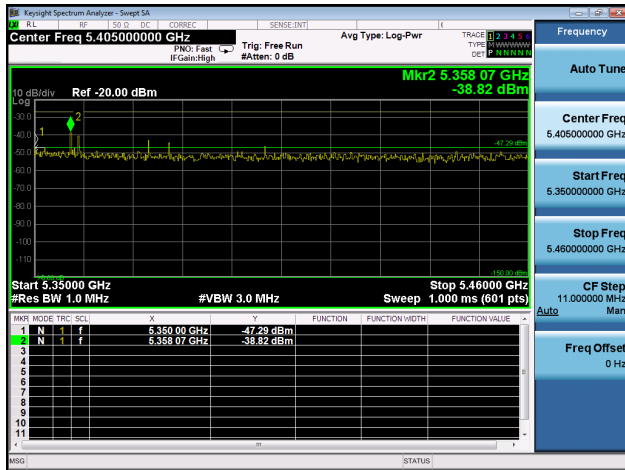 Keysight Spectrum Analyzer - Swept SA
RL RF 50 Ω DC CORREC SENSE:INT
Center Freq 5.405000000 GHz
PNO: Fast
IFGain:High
Trig: Free Run
#Atten: 0 dB
Avg Type: Log-Pwr
TRACE 1 2 3 4 5 6
TYPE M W W W W W
DET P N N N N N
Frequency
Auto Tune
Center Freq
5.405000000 GHz
Start Freq
5.350000000 GHz
Stop Freq
5.460000000 GHz
CF Step
11.000000 MHz
Auto Man
Freq Offset
0 Hz
Mkr2 5.358 07 GHz
-38.82 dBm
10 dB/div Ref -20.00 dBm
Log
-30.0
-40.0
-50.0
-60.0
-70.0
-80.0
-90.0
-100
-110
1
2
-47.29 dBm
-150.00 dBm
Start 5.35000 GHz Stop 5.46000 GHz
#Res BW 1.0 MHz #VBW 3.0 MHz Sweep 1.000 ms (601 pts)
MKR MODE TRC SCL X Y FUNCTION FUNCTION WIDTH FUNCTION VALUE
1 N 1 f 5.350 00 GHz -47.29 dBm
2 N 1 f 5.358 07 GHz -38.82 dBm
3
4
5
6
7
8
9
10
11
MSG STATUS